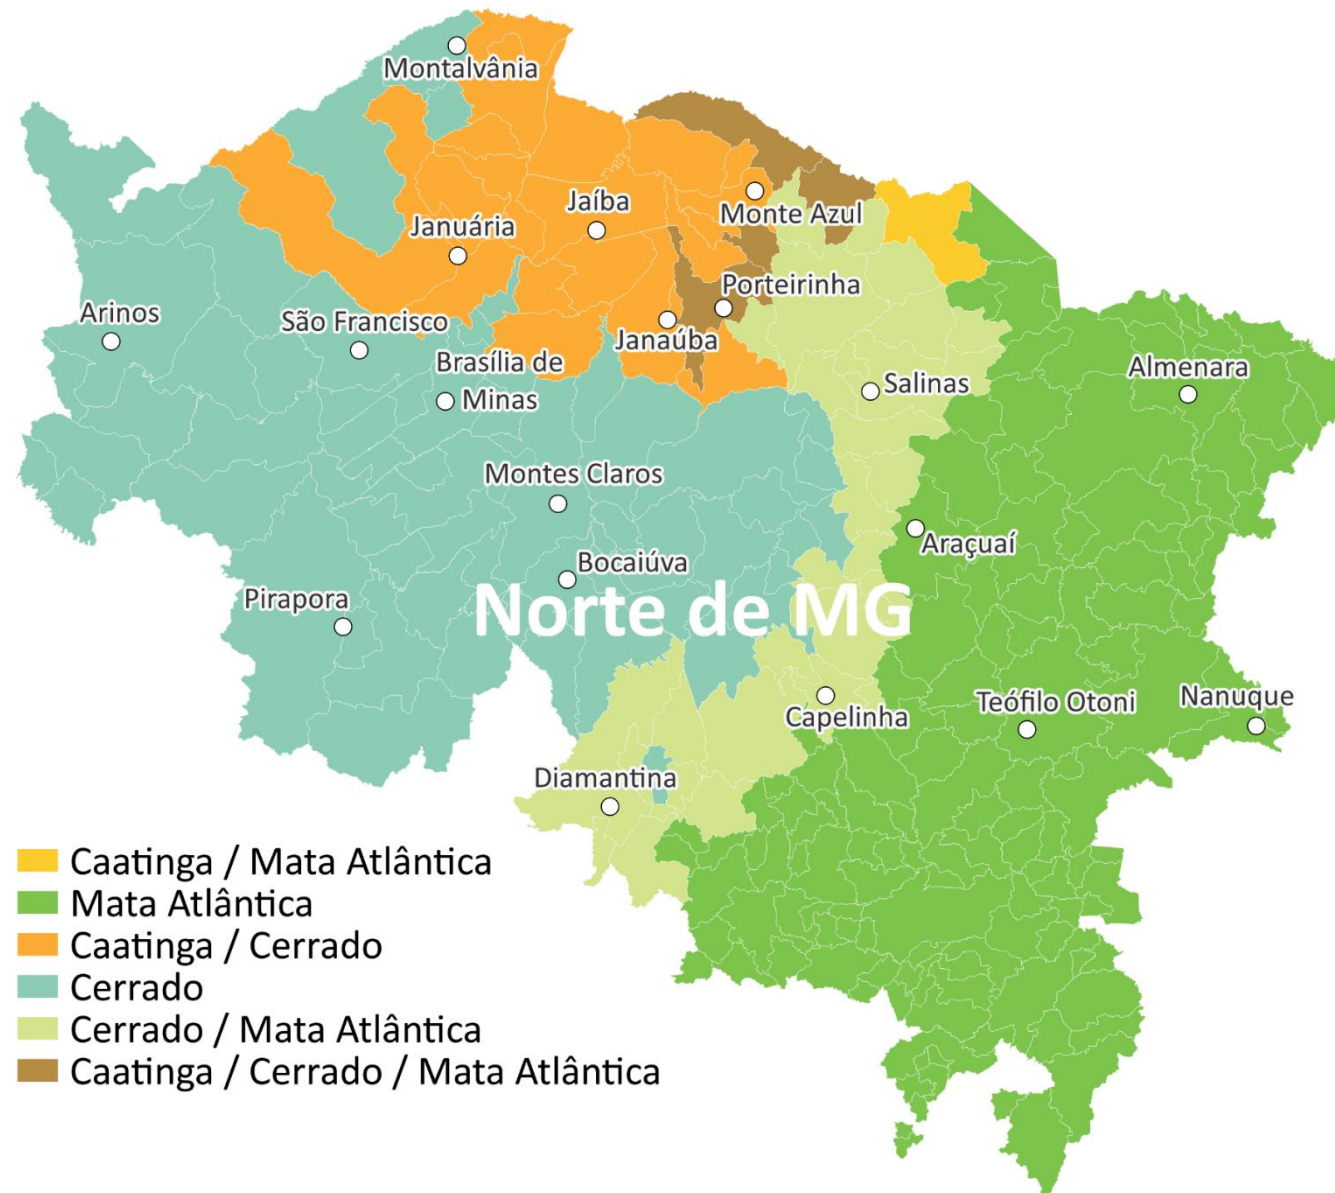 Montalvânia
Jaíba
Monte Azul
Januária
Porteirinha
Arinos
São Francisco
Janaúba
Brasília de
Minas
Salinas
Almenara
Montes Claros
Araçuaí
Bocaiúva
Pirapora
Norte de MG
Capelinha
Teófilo Otoni
Nanuque
Diamantina
Caatinga / Mata Atlântica
Mata Atlântica
Caatinga / Cerrado
Cerrado
Cerrado / Mata Atlântica
Caatinga / Cerrado / Mata Atlântica